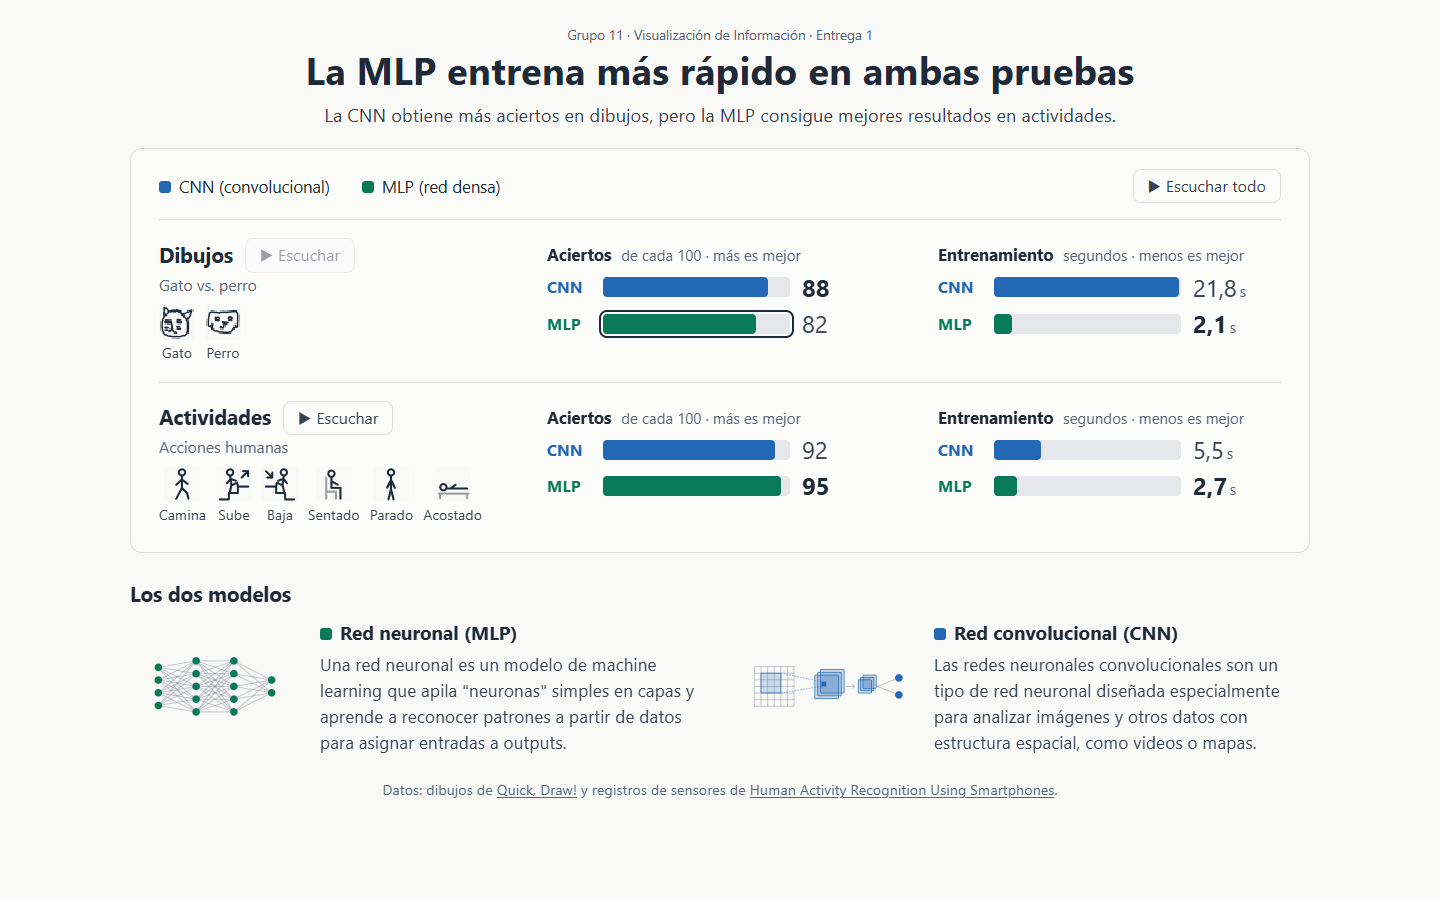 Grupo 11 · Visualización de Información · Entrega 1
La MLP entrena más rápido en ambas pruebas
La CNN obtiene más aciertos en dibujos, pero la MLP consigue mejores resultados en actividades.
CNN (convolucional)
MLP (red densa)
▶ Escuchar todo
Dibujos
▶ Escuchar
Gato vs. perro
Gato
Perro
Aciertos de cada 100 · más es mejor
CNN 88
MLP 82
Entrenamiento segundos · menos es mejor
CNN 21,8 s
MLP 2,1 s
Actividades
▶ Escuchar
Acciones humanas
Camina
Sube
Baja
Sentado
Parado
Acostado
Aciertos de cada 100 · más es mejor
CNN 92
MLP 95
Entrenamiento segundos · menos es mejor
CNN 5,5 s
MLP 2,7 s
Los dos modelos
Red neuronal (MLP)
Una red neuronal es un modelo de machine
learning que apila "neuronas" simples en capas y
aprende a reconocer patrones a partir de datos
para asignar entradas a outputs.
Red convolucional (CNN)
Las redes neuronales convolucionales son un
tipo de red neuronal diseñada especialmente
para analizar imágenes y otros datos con
estructura espacial, como videos o mapas.
Datos: dibujos de Quick, Draw! y registros de sensores de Human Activity Recognition Using Smartphones.